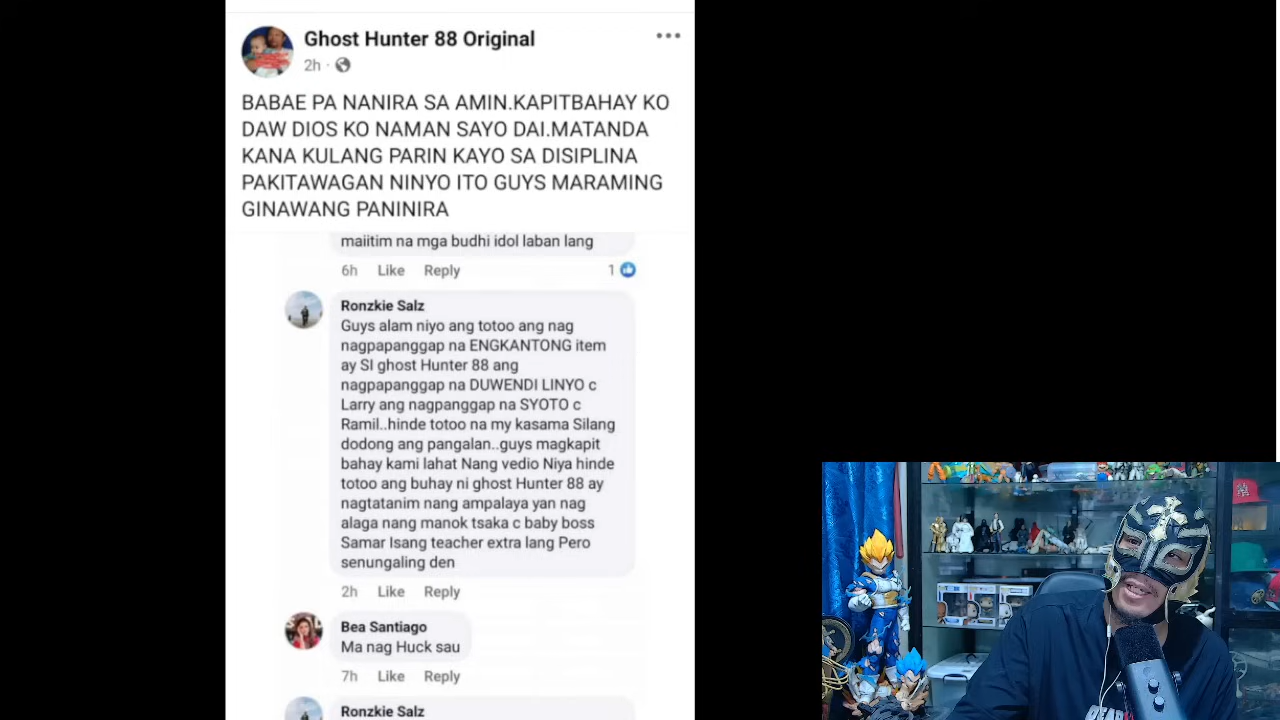 Ghost Hunter 88 Original
2h ·
BABAE PA NANIRA SA AMIN.KAPITBAHAY KO
DAW DIOS KO NAMAN SAYO DAI.MATANDA
KANA KULANG PARIN KAYO SA DISIPLINA
PAKITAWAGAN NINYO ITO GUYS MARAMING
GINAWANG PANINIRA
maiitim na mga budhi idol laban lang
6h Like Reply 1
Ronzkie Salz
Guys alam niyo ang totoo ang nag
nagpapanggap na ENGKANTONG item
ay SI ghost Hunter 88 ang
nagpapanggap na DUWENDI LINYO c
Larry ang nagpanggap na SYOTO c
Ramil..hinde totoo na my kasama Silang
dodong ang pangalan..guys magkapit
bahay kami lahat Nang vedio Niya hinde
totoo ang buhay ni ghost Hunter 88 ay
nagtatanim nang ampalaya yan nag
alaga nang manok tsaka c baby boss
Samar Isang teacher extra lang Pero
senungaling den
2h Like Reply
Bea Santiago
Ma nag Huck sau
7h Like Reply
Ronzkie Salz